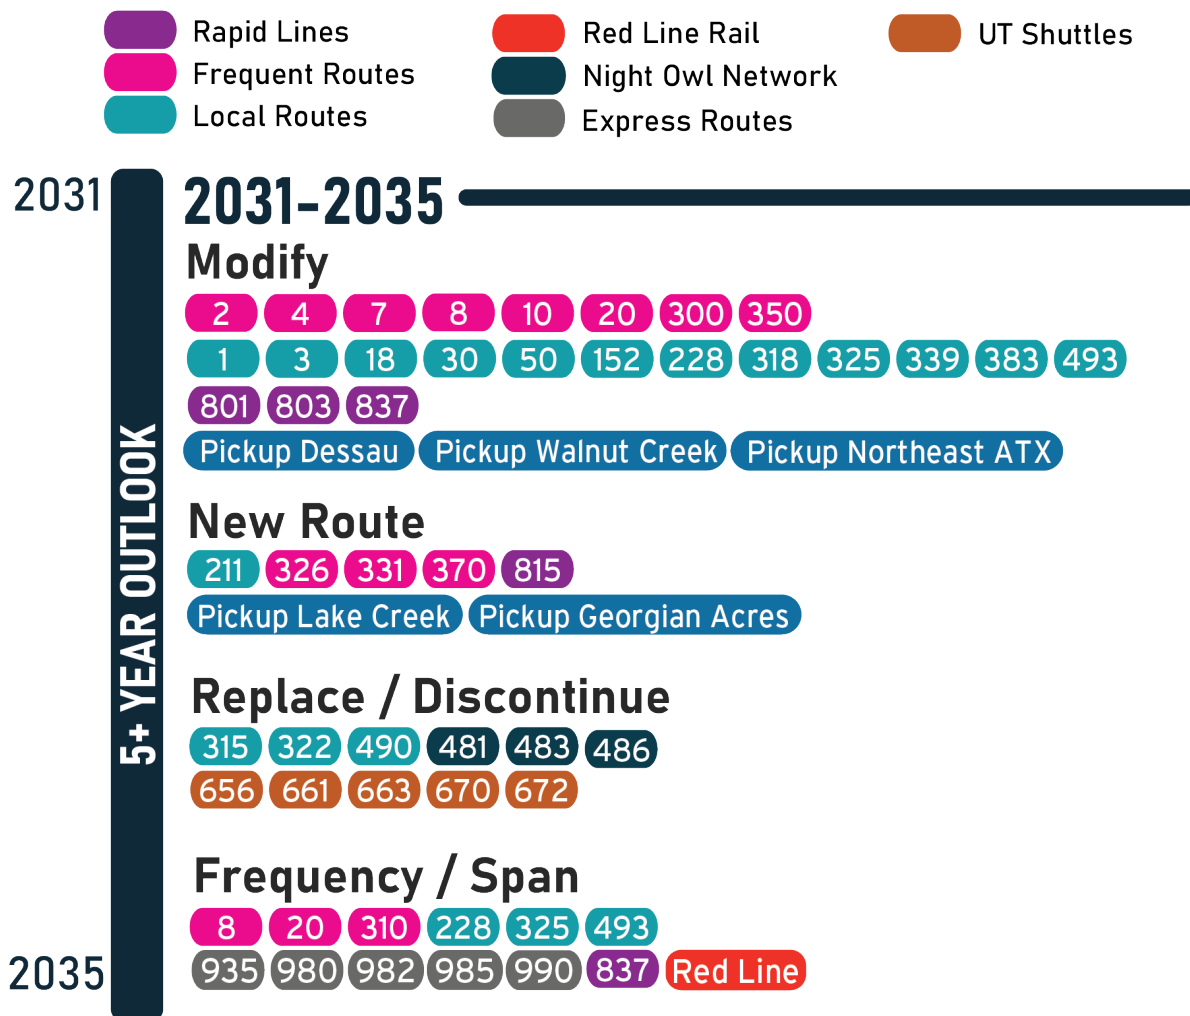 Rapid Lines
Frequent Routes
Local Routes
Red Line Rail
Night Owl Network
Express Routes
UT Shuttles
2031
5+ YEAR OUTLOOK
2035
2031-2035
Modify
2 4 7 8 10 20 300 350
1 3 18 30 50 152 228 318 325 339 383 493
801 803 837
Pickup Dessau Pickup Walnut Creek Pickup Northeast ATX
New Route
211 326 331 370 815
Pickup Lake Creek Pickup Georgian Acres
Replace / Discontinue
315 322 490 481 483 486
656 661 663 670 672
Frequency / Span
8 20 310 228 325 493
935 980 982 985 990 837 Red Line